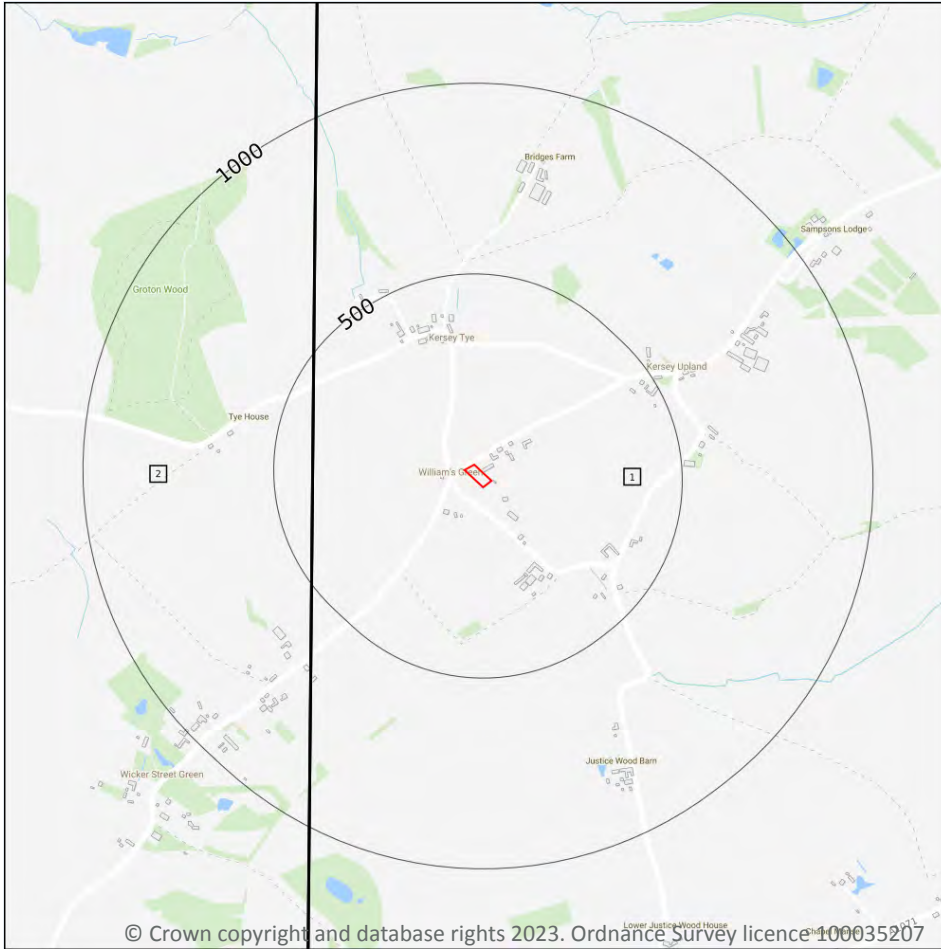 Bridges Farm
1000
Sampsons Lodge
Groton Wood
500
Kersey Tye
Kersey Upland
Tye House
William's Green
2
1
Justice Wood Barn
Wicker Street Green
Lower Justice Wood House
© Crown copyright and database rights 2023. Ordnance Survey licence 100035207